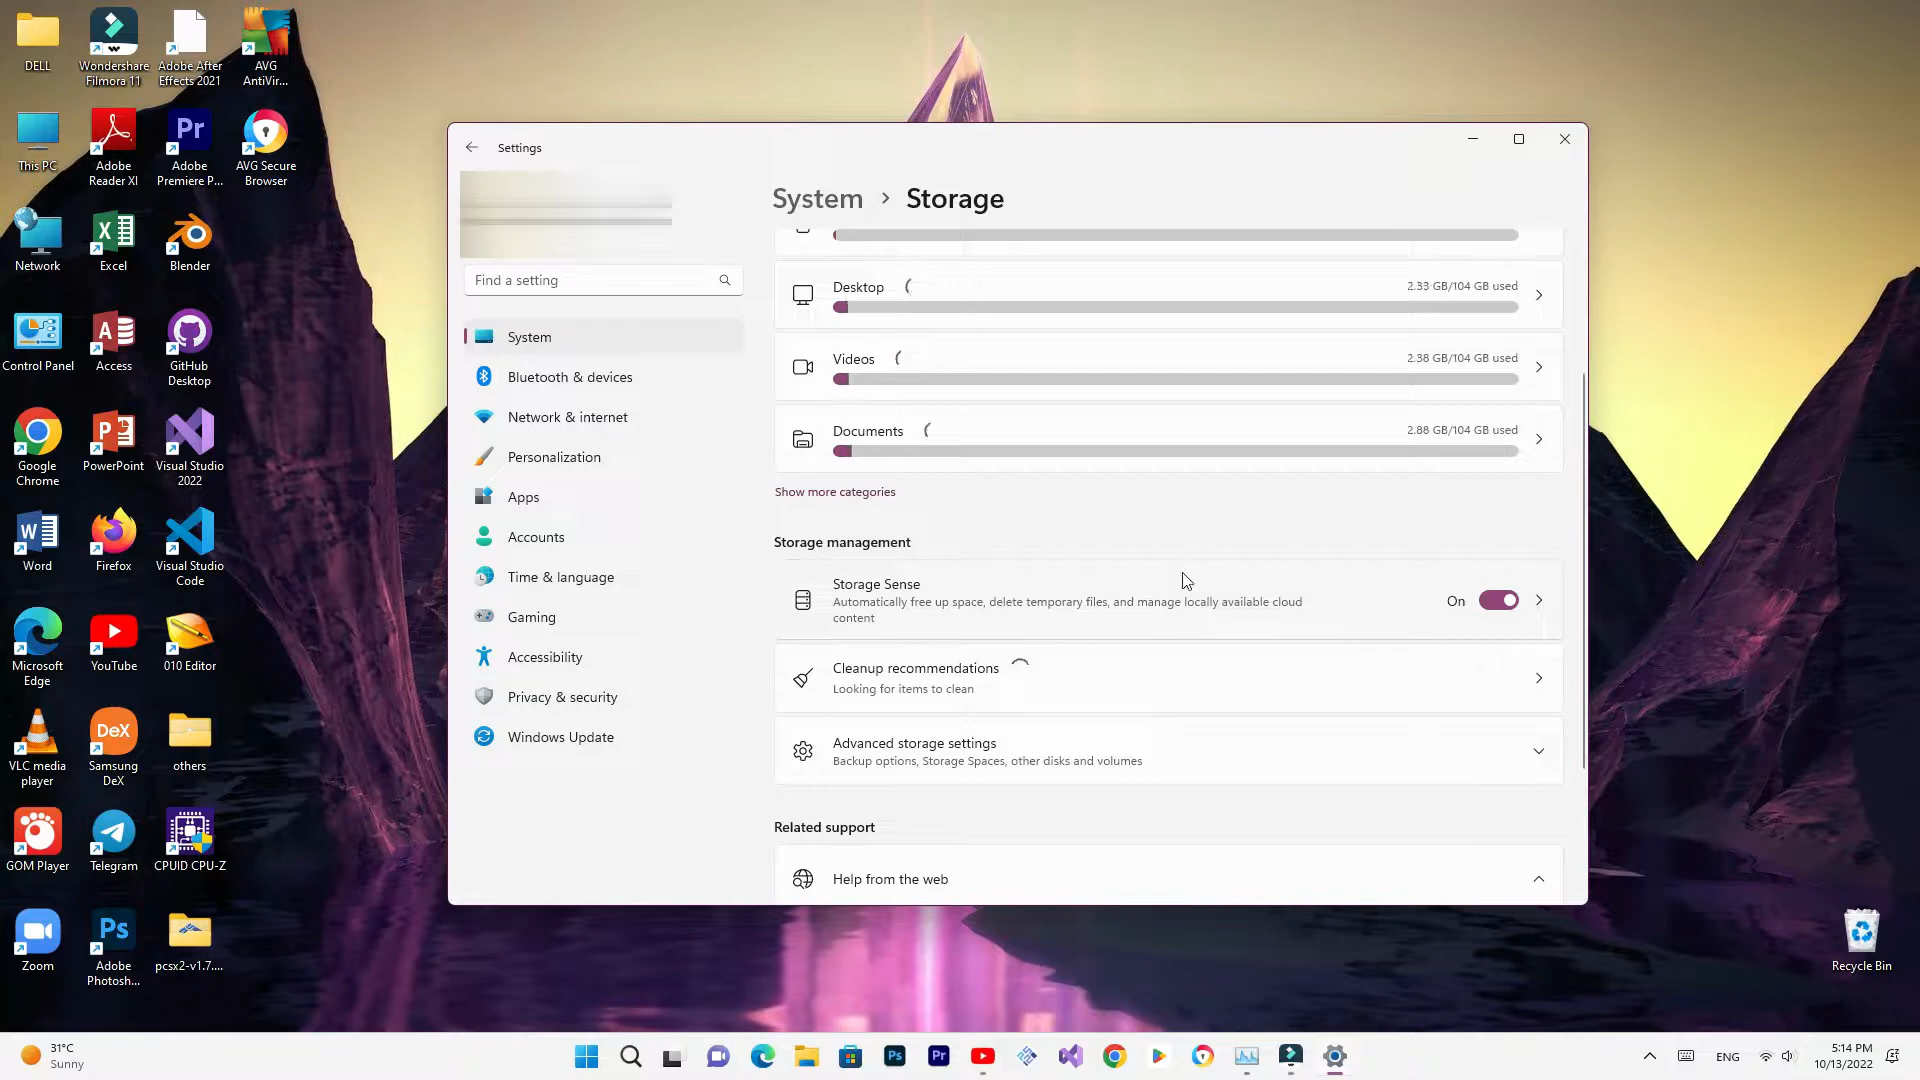 DELL
Wondershare
Filmora 11
Adobe After
Effects 2021
AVG
AntiVir...
This PC
Adobe
Reader XI
Pr
Adobe
Premiere P...
AVG Secure
Browser
Network
Excel
Blender
Control Panel
Access
GitHub
Desktop
Google
Chrome
PowerPoint
Visual Studio
2022
Word
Firefox
Visual Studio
Code
Microsoft
Edge
YouTube
010 Editor
VLC media
player
DeX
Samsung
DeX
others
GOM Player
Telegram
CPUID CPU-Z
Zoom
Ps
Adobe
Photosh...
pcsx2-v1.7....
Recycle Bin
Settings
Find a setting
System
Bluetooth & devices
Network & internet
Personalization
Apps
Accounts
Time & language
Gaming
Accessibility
Privacy & security
Windows Update
System > Storage
Desktop
2.33 GB/104 GB used
Videos
2.38 GB/104 GB used
Documents
2.88 GB/104 GB used
Show more categories
Storage management
Storage Sense
Automatically free up space, delete temporary files, and manage locally available cloud
content
On
Cleanup recommendations
Looking for items to clean
Advanced storage settings
Backup options, Storage Spaces, other disks and volumes
Related support
Help from the web
31°C
Sunny
Ps
Pr
ENG
5:14 PM
10/13/2022